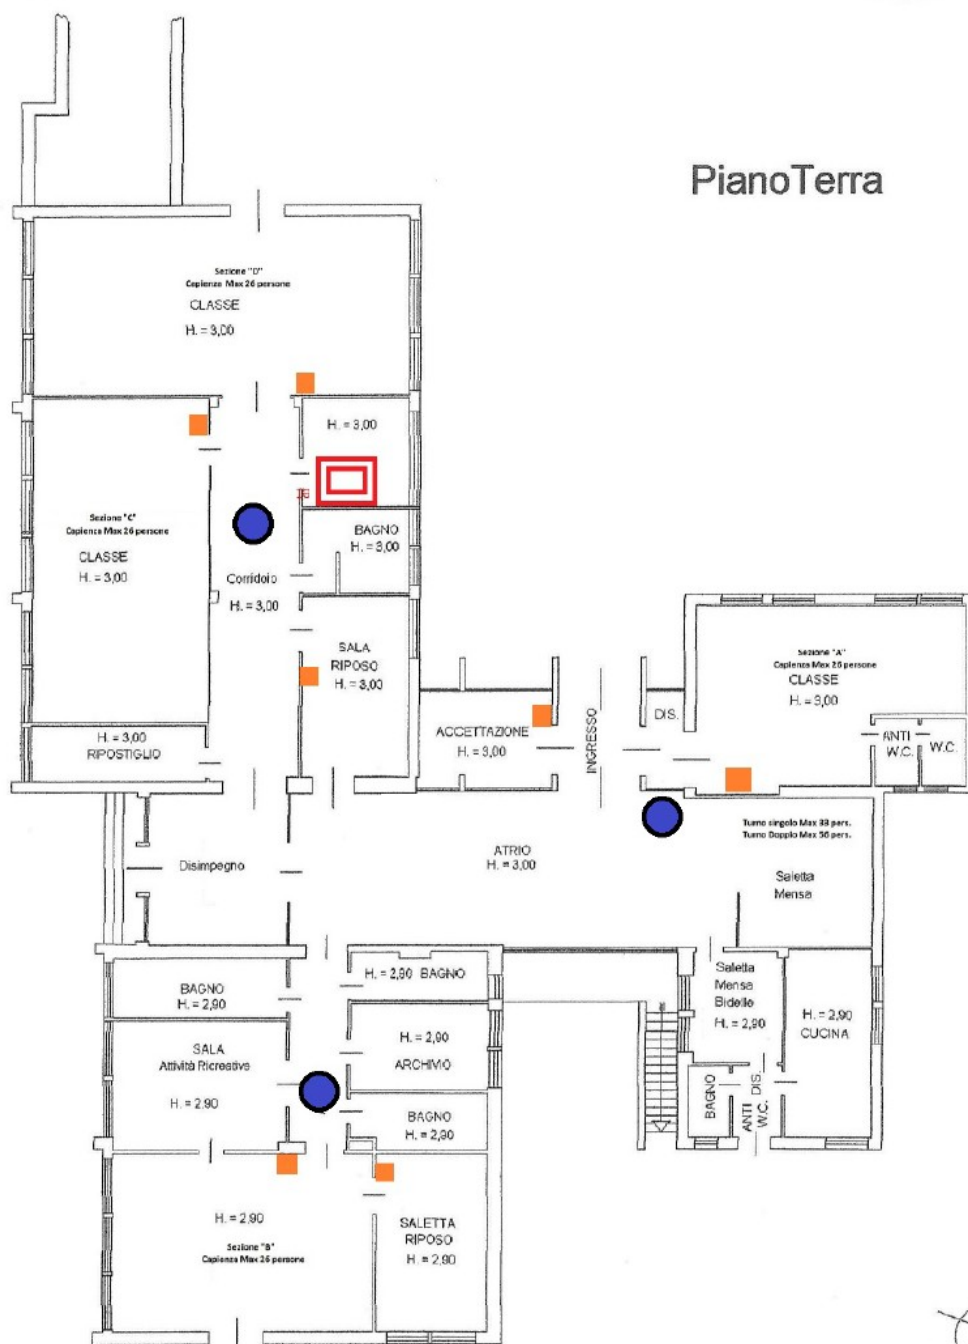 PianoTerra
Sezione "D"
Capienza Max 26 persone
CLASSE
H. = 3,00
H. = 3,00
Sezione "C"
Capienza Max 26 persone
CLASSE
H. = 3,00
BAGNO
H. = 3,00
Corridoio
H. = 3,00
SALA
RIPOSO
H. = 3,00
Sezione "A"
Capienza Max 26 persone
CLASSE
H. = 3,00
ACCETTAZIONE
H. = 3,00
INGRESSO
DIS.
ANTI
W.C.
W.C.
H. = 3,00
RIPOSTIGLIO
Turno singolo Max 33 pers.
Turno Doppio Max 56 pers.
Disimpegno
ATRIO
H. = 3,00
Saletta
Mensa
BAGNO
H. = 2,90
H. = 2,90 BAGNO
Saletta
Mensa
Bidelle
H. = 2,90
H. = 2,90
CUCINA
SALA
Attività Ricreative
H. = 2.90
H. = 2,90
ARCHIVIO
BAGNO
H. = 2,90
BAGNO
ANTI
W.C.
DIS.
H. = 2,90
Sezione "B"
Capienza Max 26 persone
SALETTA
RIPOSO
H. = 2,90